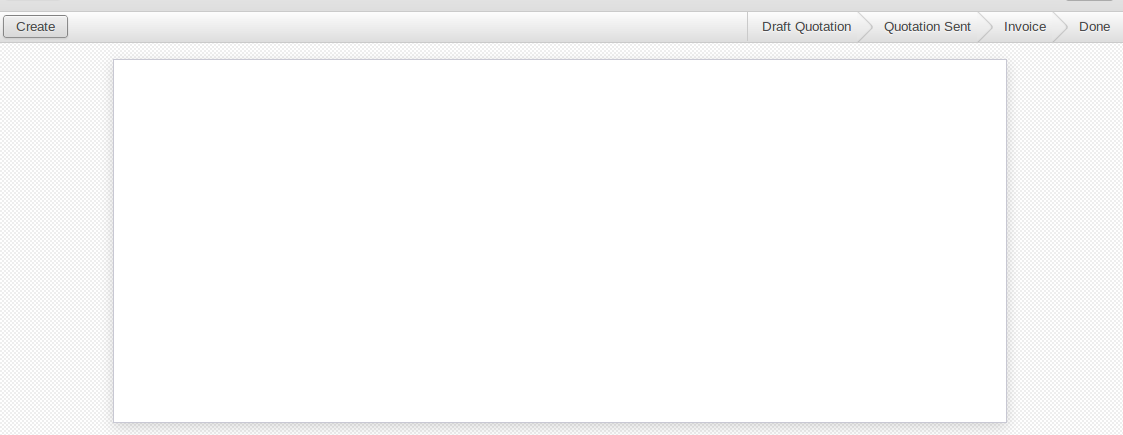 Create
Draft Quotation
Quotation Sent
Invoice
Done